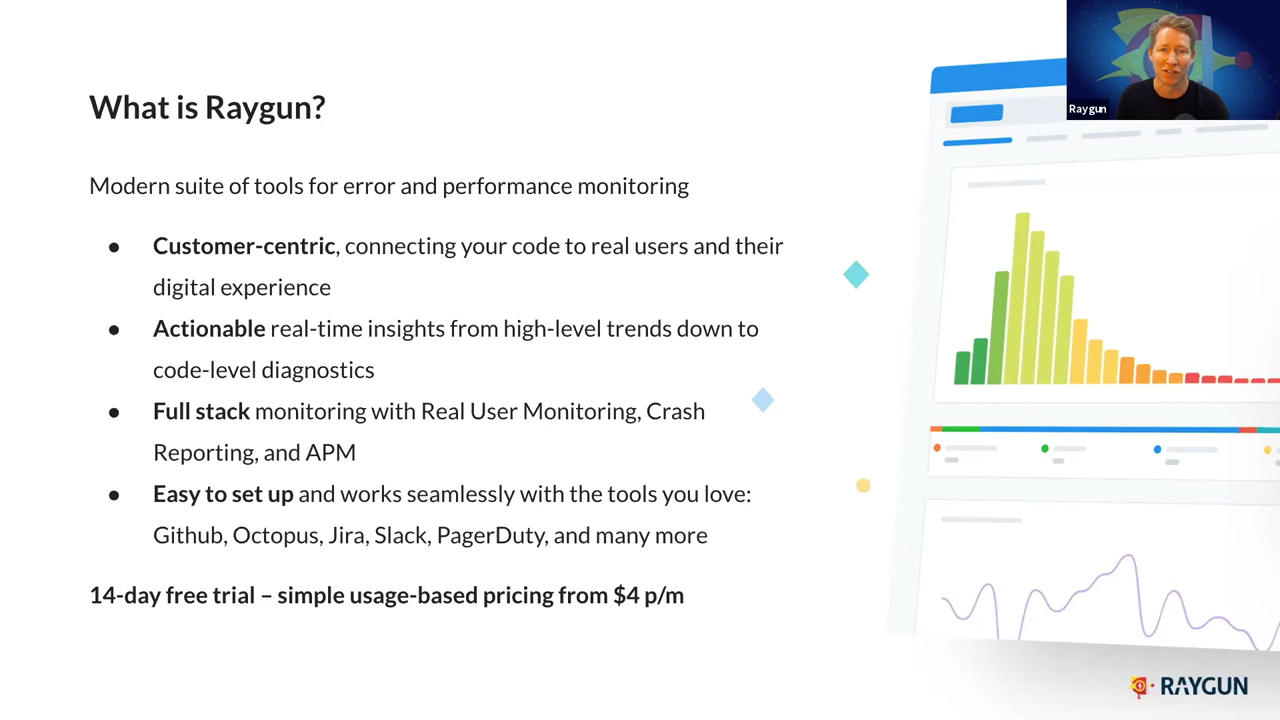 Raygun
What is Raygun?
Modern suite of tools for error and performance monitoring
● Customer-centric, connecting your code to real users and their
digital experience
● Actionable real-time insights from high-level trends down to
code-level diagnostics
● Full stack monitoring with Real User Monitoring, Crash
Reporting, and APM
● Easy to set up and works seamlessly with the tools you love:
Github, Octopus, Jira, Slack, PagerDuty, and many more
14-day free trial – simple usage-based pricing from $4 p/m
RAYGUN